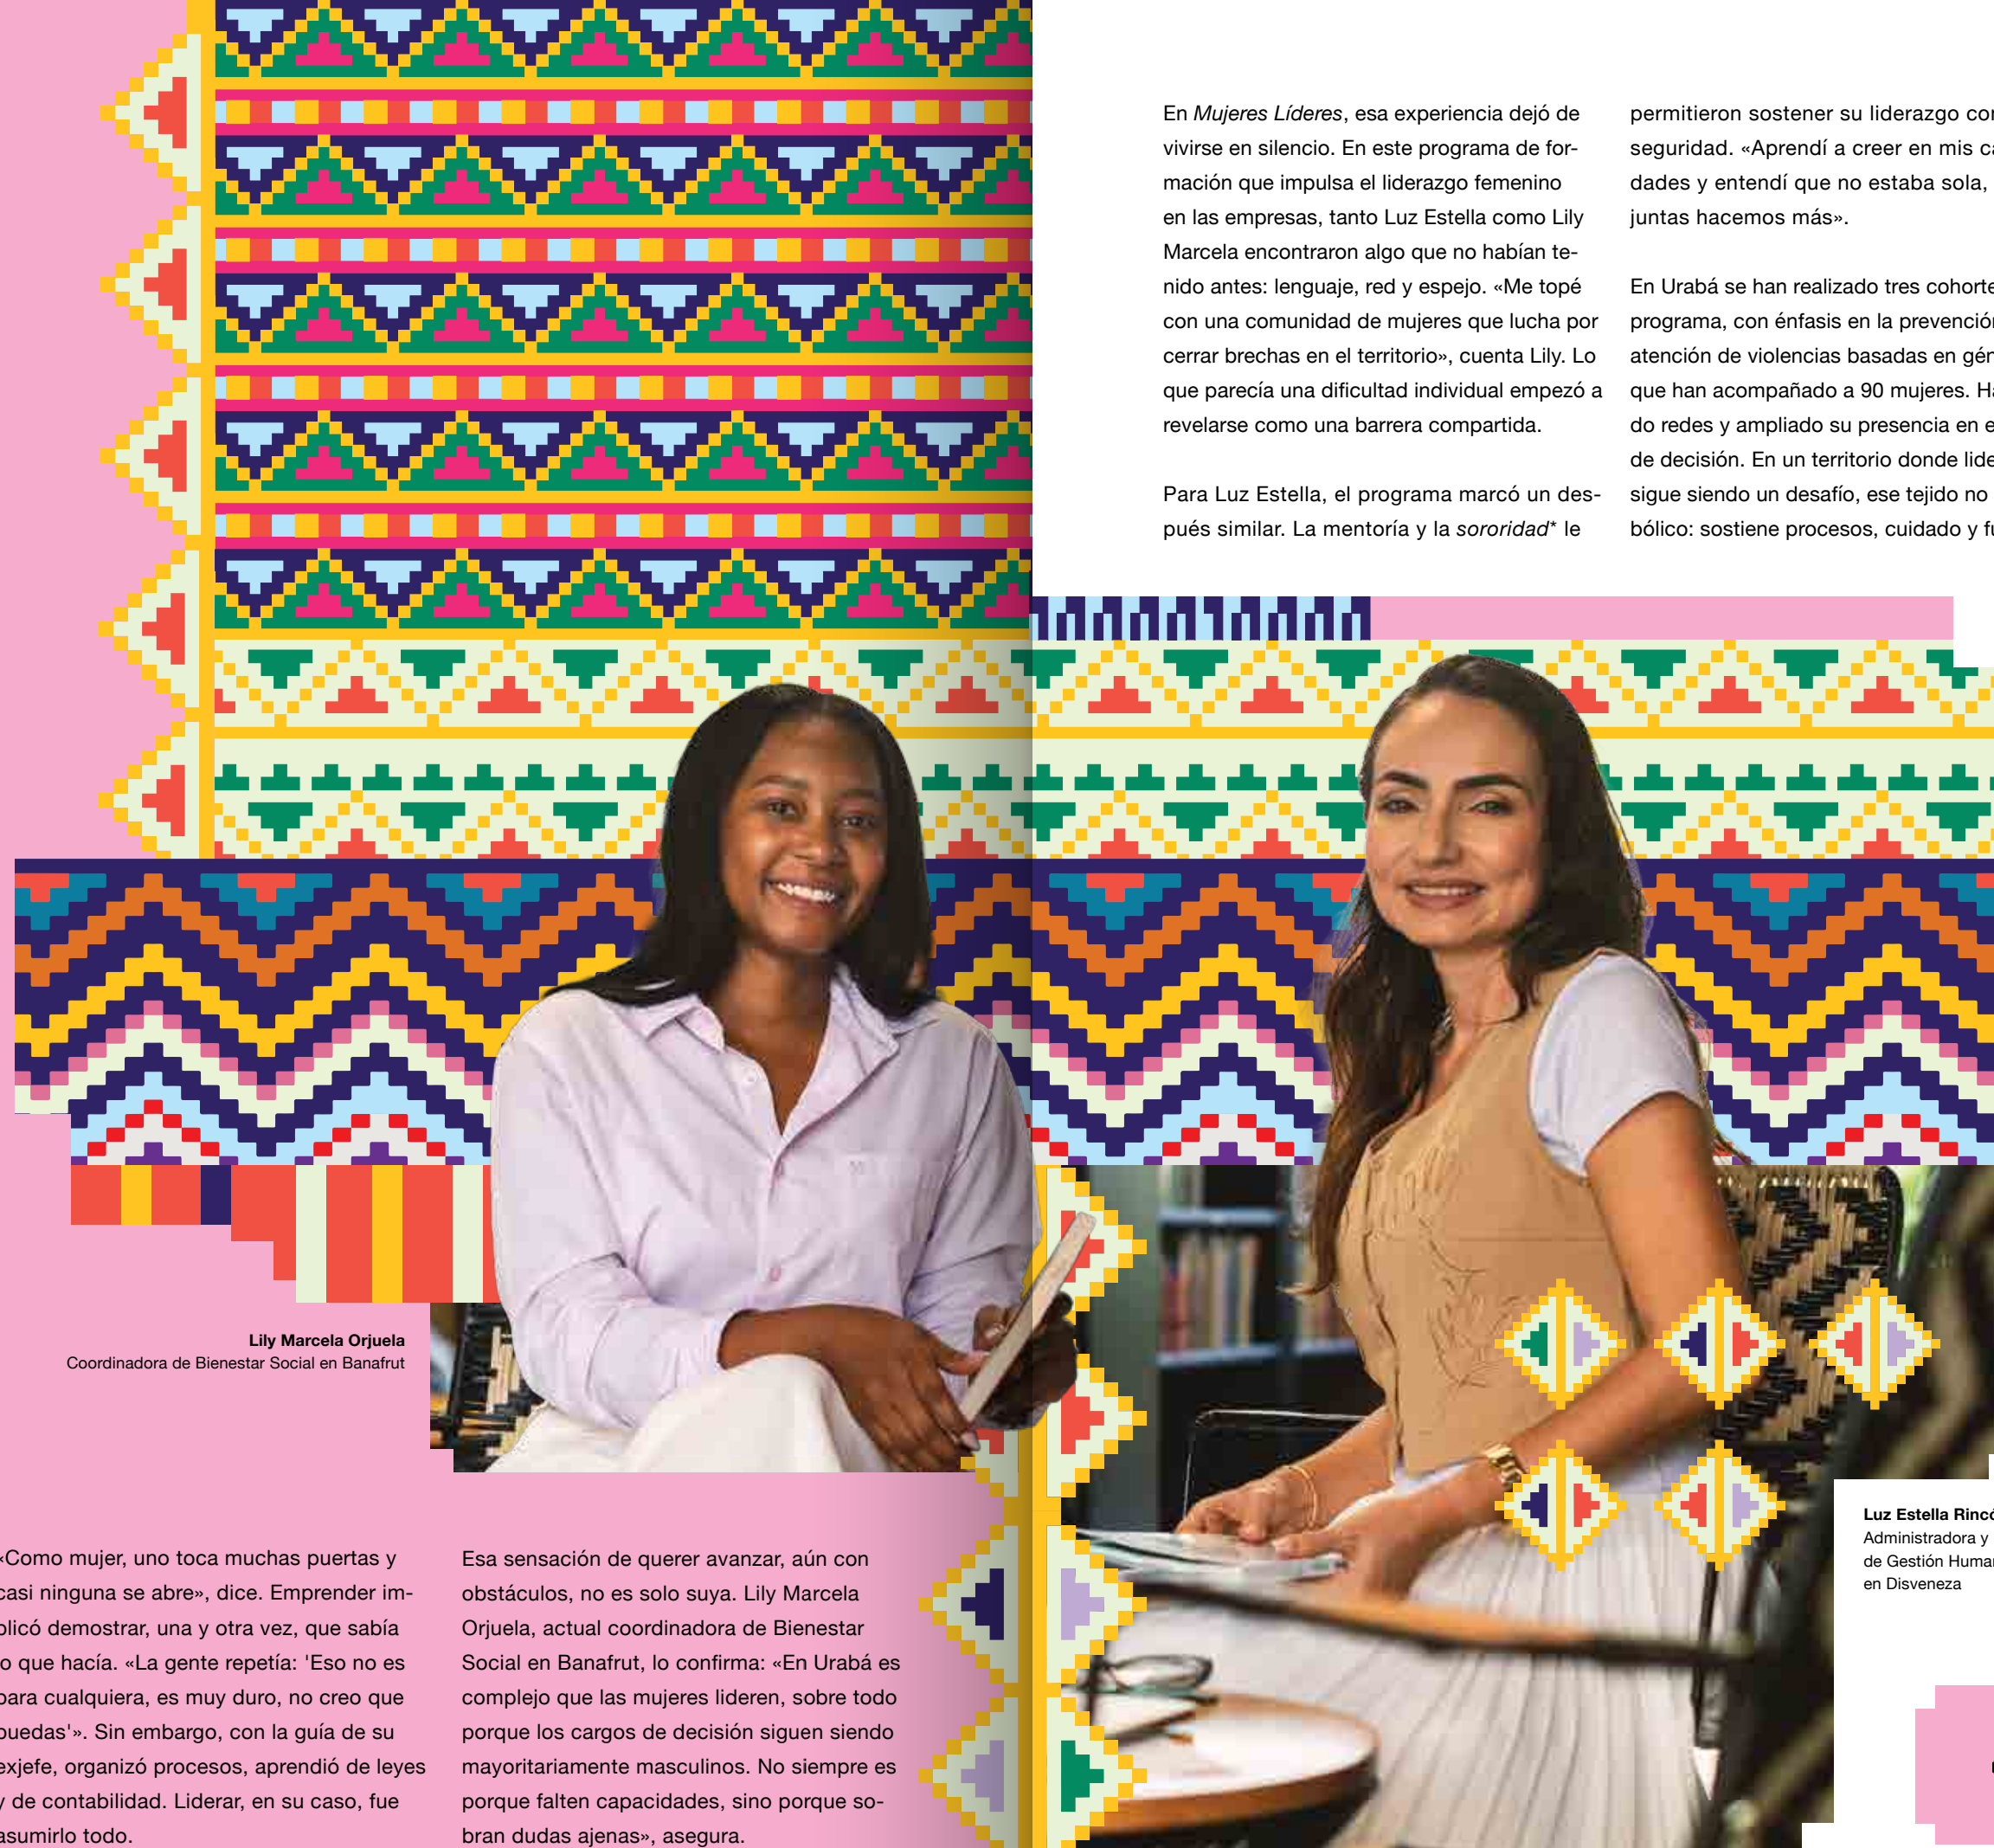 Lily Marcela Orjuela
Coordinadora de Bienestar Social en Banafrut
«Como mujer, uno toca muchas puertas y
casi ninguna se abre», dice. Emprender im-
plicó demostrar, una y otra vez, que sabía
lo que hacía. «La gente repetía: 'Eso no es
para cualquiera, es muy duro, no creo que
puedas'». Sin embargo, con la guía de su
exjefe, organizó procesos, aprendió de leyes
y de contabilidad. Liderar, en su caso, fue
asumirlo todo.
Esa sensación de querer avanzar, aún con
obstáculos, no es solo suya. Lily Marcela
Orjuela, actual coordinadora de Bienestar
Social en Banafrut, lo confirma: «En Urabá es
complejo que las mujeres lideren, sobre todo
porque los cargos de decisión siguen siendo
mayoritariamente masculinos. No siempre es
porque falten capacidades, sino porque so-
bran dudas ajenas», asegura.
En Mujeres Líderes, esa experiencia dejó de
vivirse en silencio. En este programa de for-
mación que impulsa el liderazgo femenino
en las empresas, tanto Luz Estella como Lily
Marcela encontraron algo que no habían te-
nido antes: lenguaje, red y espejo. «Me topé
con una comunidad de mujeres que lucha por
cerrar brechas en el territorio», cuenta Lily. Lo
que parecía una dificultad individual empezó a
revelarse como una barrera compartida.
Para Luz Estella, el programa marcó un des-
pués similar. La mentoría y la sororidad* le
permitieron sostener su liderazgo
seguridad. «Aprendí a creer en mis
dades y entendí que no estaba sola,
juntas hacemos más».
En Urabá se han realizado tres
programa, con énfasis en la
atención de violencias basadas en
que han acompañado a 90 mujeres.
do redes y ampliado su presencia en
de decisión. En un territorio donde
sigue siendo un desafío, ese tejido no
bólico: sostiene procesos, cuidado y
Luz Estella
Administradora y
de Gestión
en Disveneza